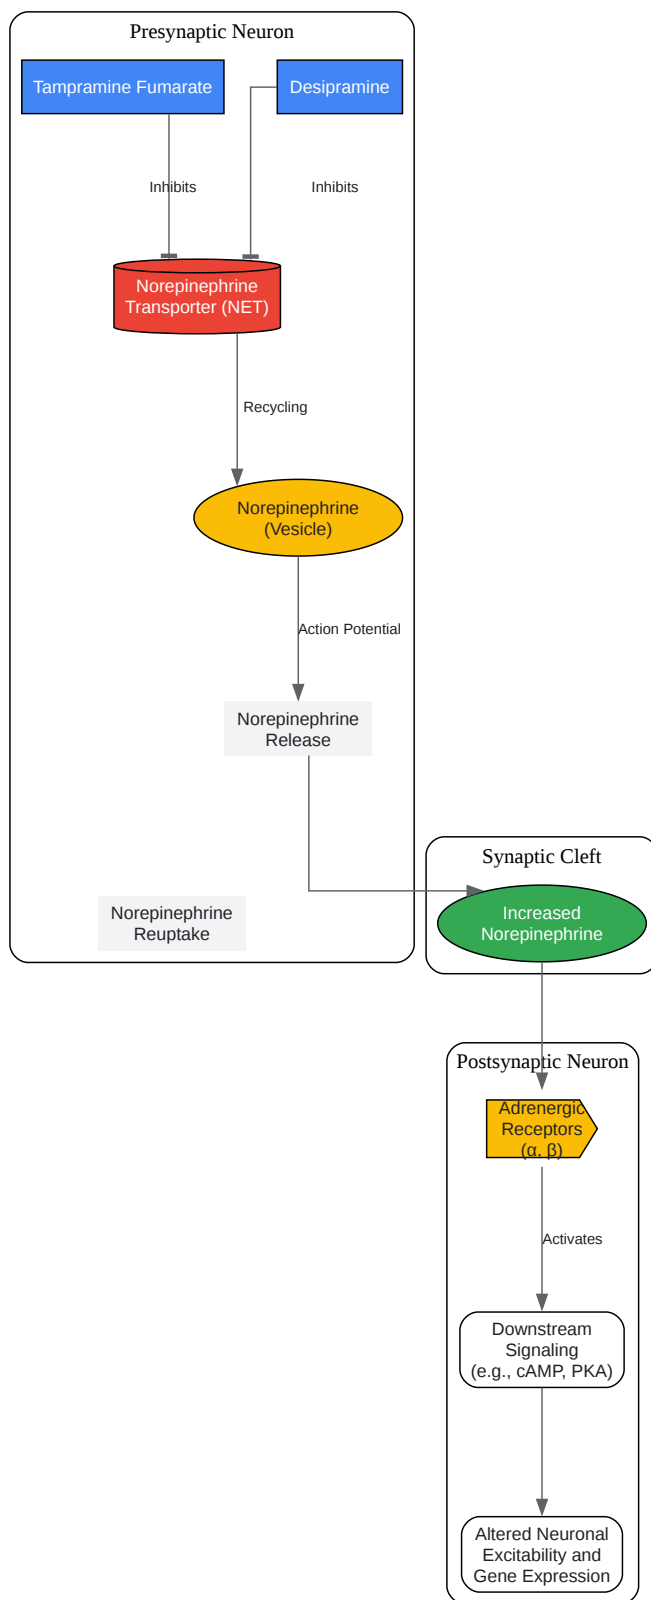 Presynaptic Neuron
Tampramine Fumarate
Desipramine
Inhibits
Inhibits
Norepinephrine
Transporter (NET)
Recycling
Norepinephrine
(Vesicle)
Action Potential
Norepinephrine
Release
Synaptic Cleft
Increased
Norepinephrine
Norepinephrine
Reuptake
Postsynaptic Neuron
Adrenergic
Receptors
(α, β)
Activates
Downstream
Signaling
(e.g., cAMP, PKA)
Altered Neuronal
Excitability and
Gene Expression